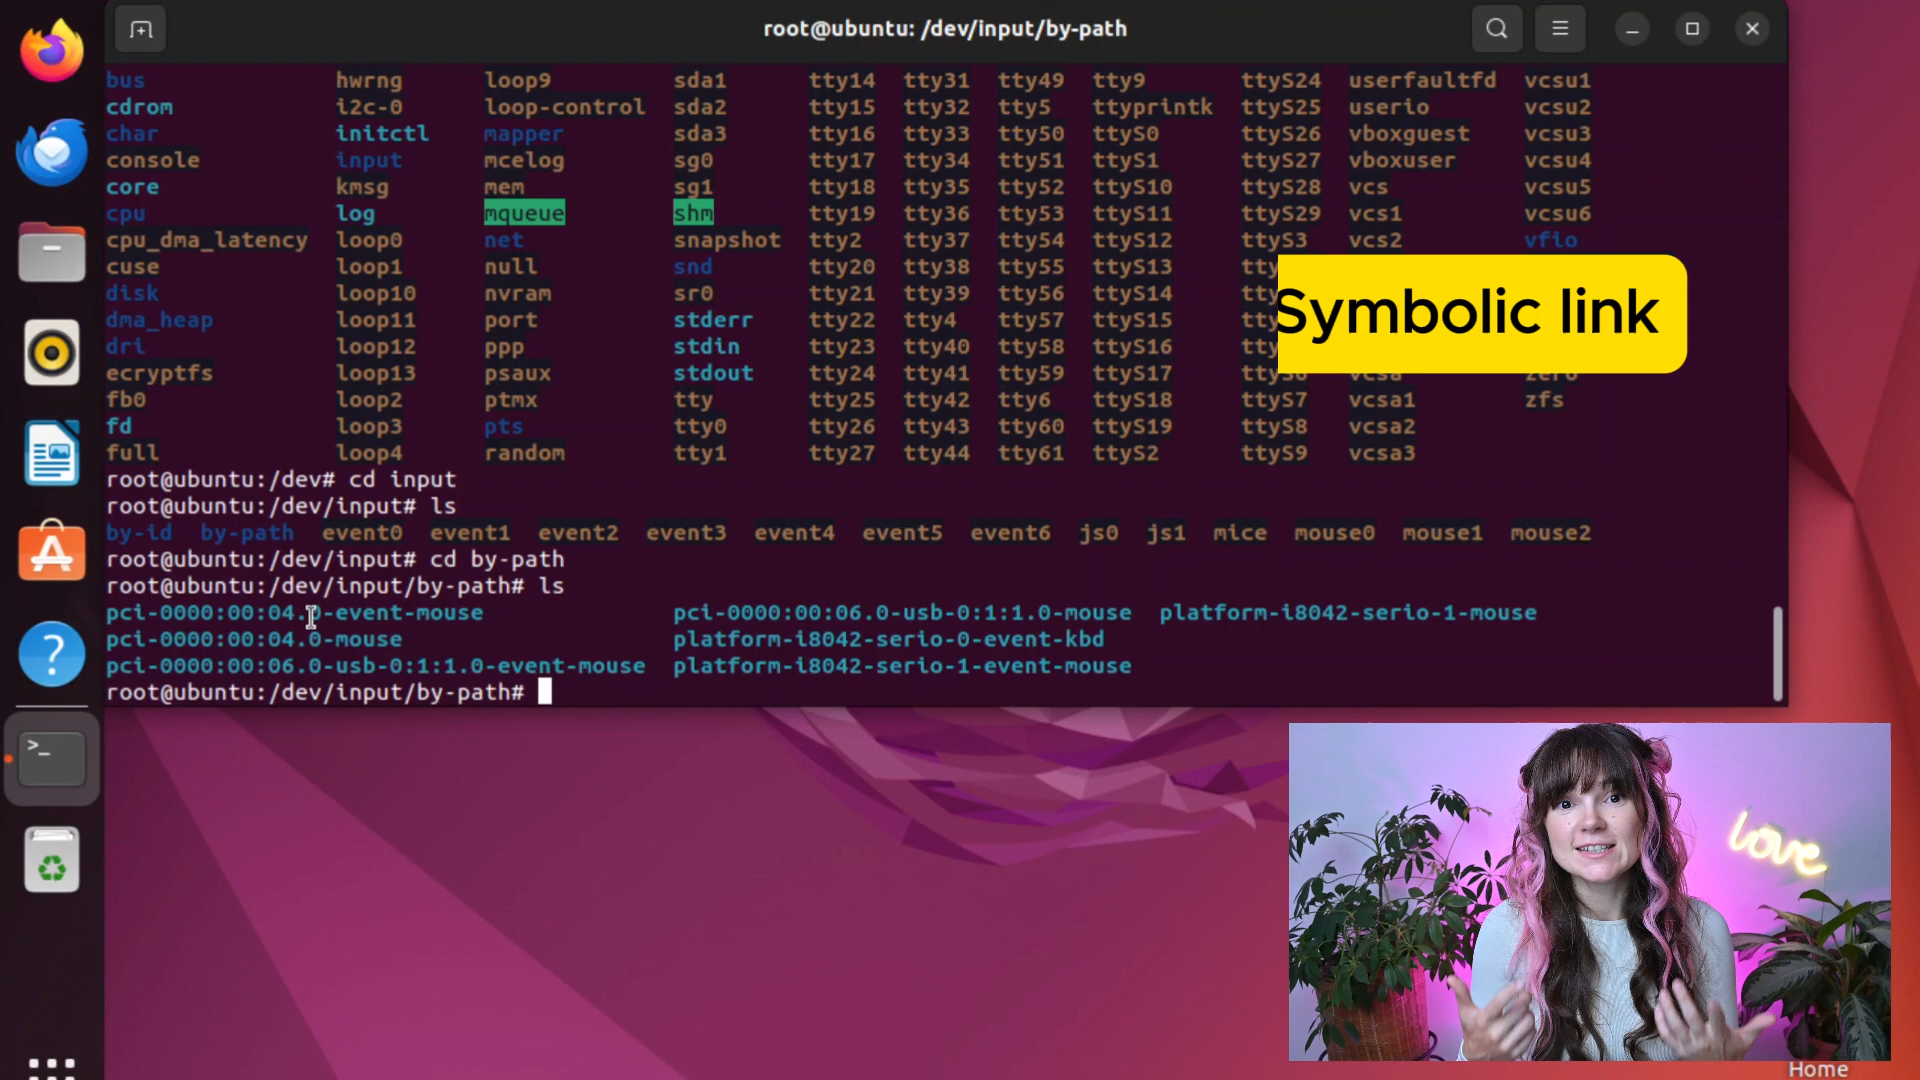 root@ubuntu: /dev/input/by-path
bus hwrng loop9 sda1 tty14 tty31 tty49 tty9 ttyS24 userfaultfd vcsu1
cdrom i2c-0 loop-control sda2 tty15 tty32 tty5 ttyprintk ttyS25 userio vcsu2
char initctl mapper sda3 tty16 tty33 tty50 ttyS0 ttyS26 vboxguest vcsu3
console input mcelog sg0 tty17 tty34 tty51 ttyS1 ttyS27 vboxuser vcsu4
core kmsg mem sg1 tty18 tty35 tty52 ttyS10 ttyS28 vcs vcsu5
cpu log mqueue shm tty19 tty36 tty53 ttyS11 ttyS29 vcs1 vcsu6
cpu_dma_latency loop0 net snapshot tty2 tty37 tty54 ttyS12 ttyS3 vcs2 vfio
cuse loop1 null snd tty20 tty38 tty55 ttyS13
disk loop10 nvram sr0 tty21 tty39 tty56 ttyS14
dma_heap loop11 port stderr tty22 tty4 tty57 ttyS15
dri loop12 ppp stdin tty23 tty40 tty58 ttyS16
ecryptfs loop13 psaux stdout tty24 tty41 tty59 ttyS17
fb0 loop2 ptmx tty tty25 tty42 tty6 ttyS18 ttyS7 vcsa1 zfs
fd loop3 pts tty0 tty26 tty43 tty60 ttyS19 ttyS8 vcsa2
full loop4 random tty1 tty27 tty44 tty61 ttyS2 ttyS9 vcsa3
Symbolic link
root@ubuntu:/dev# cd input
root@ubuntu:/dev/input# ls
by-id by-path event0 event1 event2 event3 event4 event5 event6 js0 js1 mice mouse0 mouse1 mouse2
root@ubuntu:/dev/input# cd by-path
root@ubuntu:/dev/input/by-path# ls
pci-0000:00:04.0-event-mouse pci-0000:00:06.0-usb-0:1:1.0-mouse platform-i8042-serio-1-mouse
pci-0000:00:04.0-mouse platform-i8042-serio-0-event-kbd
pci-0000:00:06.0-usb-0:1:1.0-event-mouse platform-i8042-serio-1-event-mouse
root@ubuntu:/dev/input/by-path#
love
Home